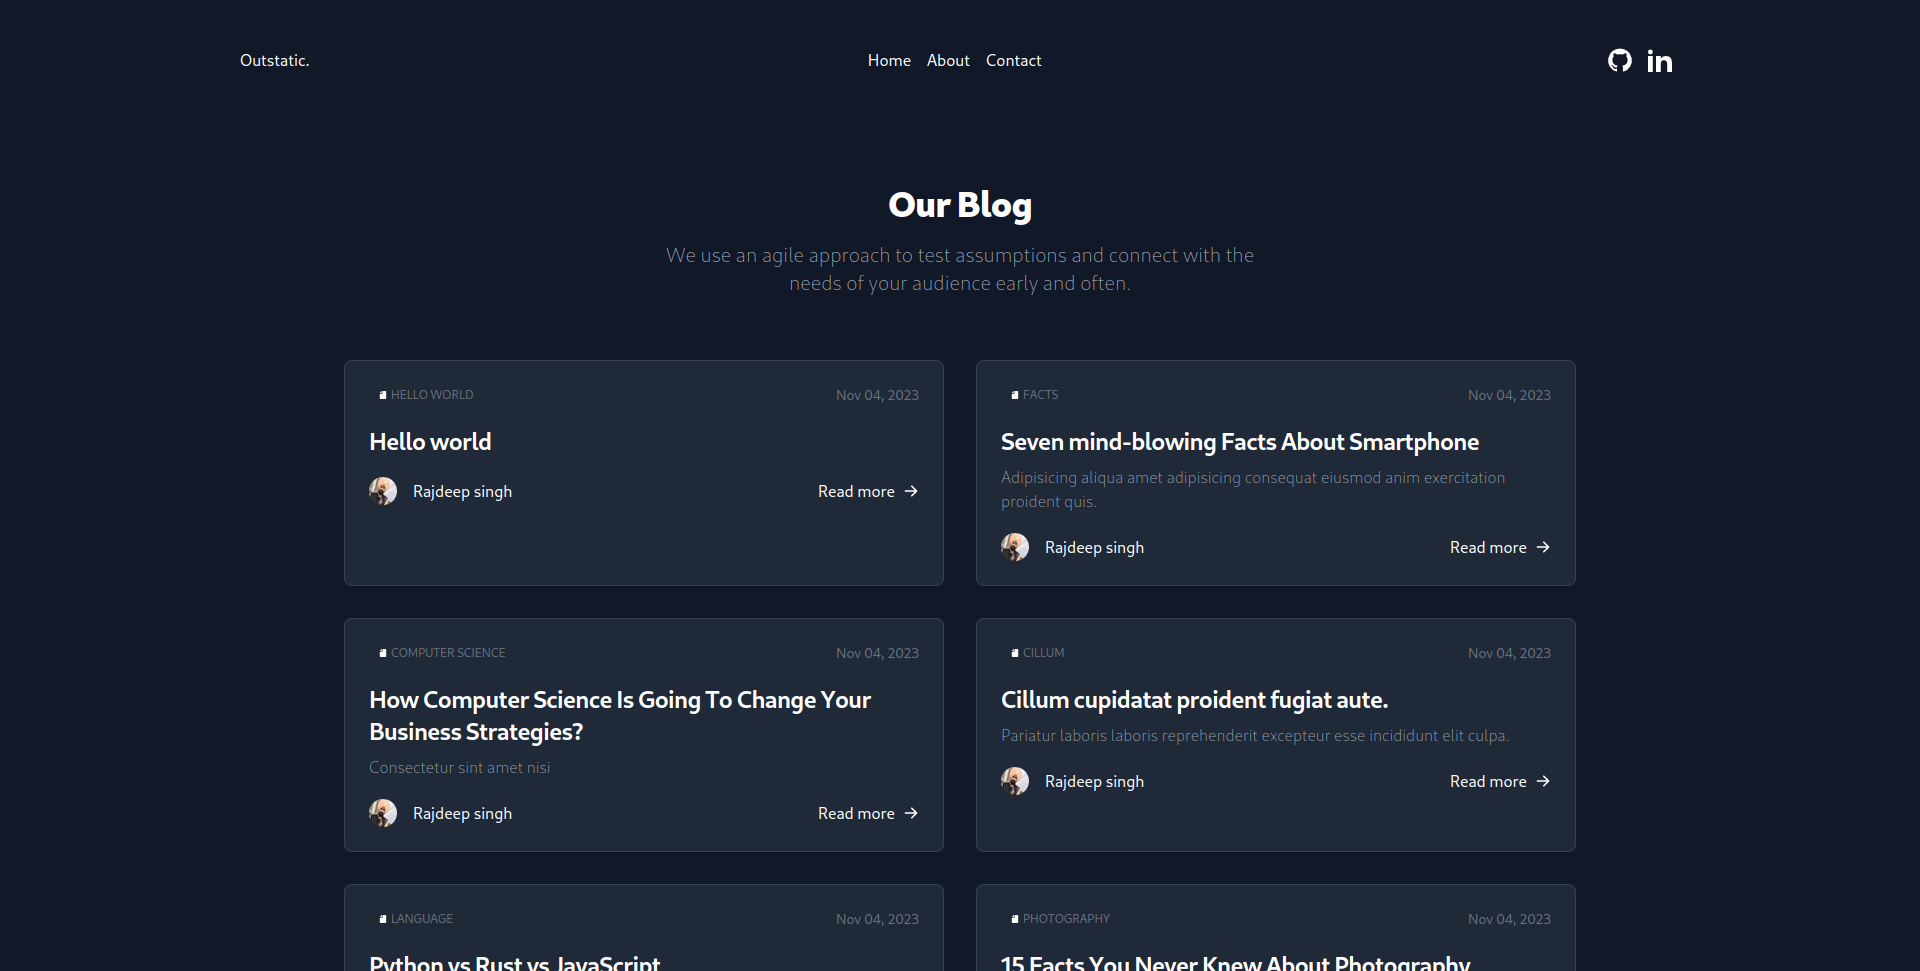 Outstatic.
Home About Contact
Our Blog
We use an agile approach to test assumptions and connect with the
needs of your audience early and often.
HELLO WORLD
Nov 04, 2023
Hello world
Rajdeep singh
Read more
FACTS
Nov 04, 2023
Seven mind-blowing Facts About Smartphone
Adipisicing aliqua amet adipisicing consequat eiusmod anim exercitation
proident quis.
Rajdeep singh
Read more
COMPUTER SCIENCE
Nov 04, 2023
How Computer Science Is Going To Change Your
Business Strategies?
Consectetur sint amet nisi
Rajdeep singh
Read more
CILLUM
Nov 04, 2023
Cillum cupidatat proident fugiat aute.
Pariatur laboris laboris reprehenderit excepteur esse incididunt elit culpa.
Rajdeep singh
Read more
LANGUAGE
Nov 04, 2023
Python vs Rust vs JavaScript
PHOTOGRAPHY
Nov 04, 2023
15 Facts You Never Knew About Photography